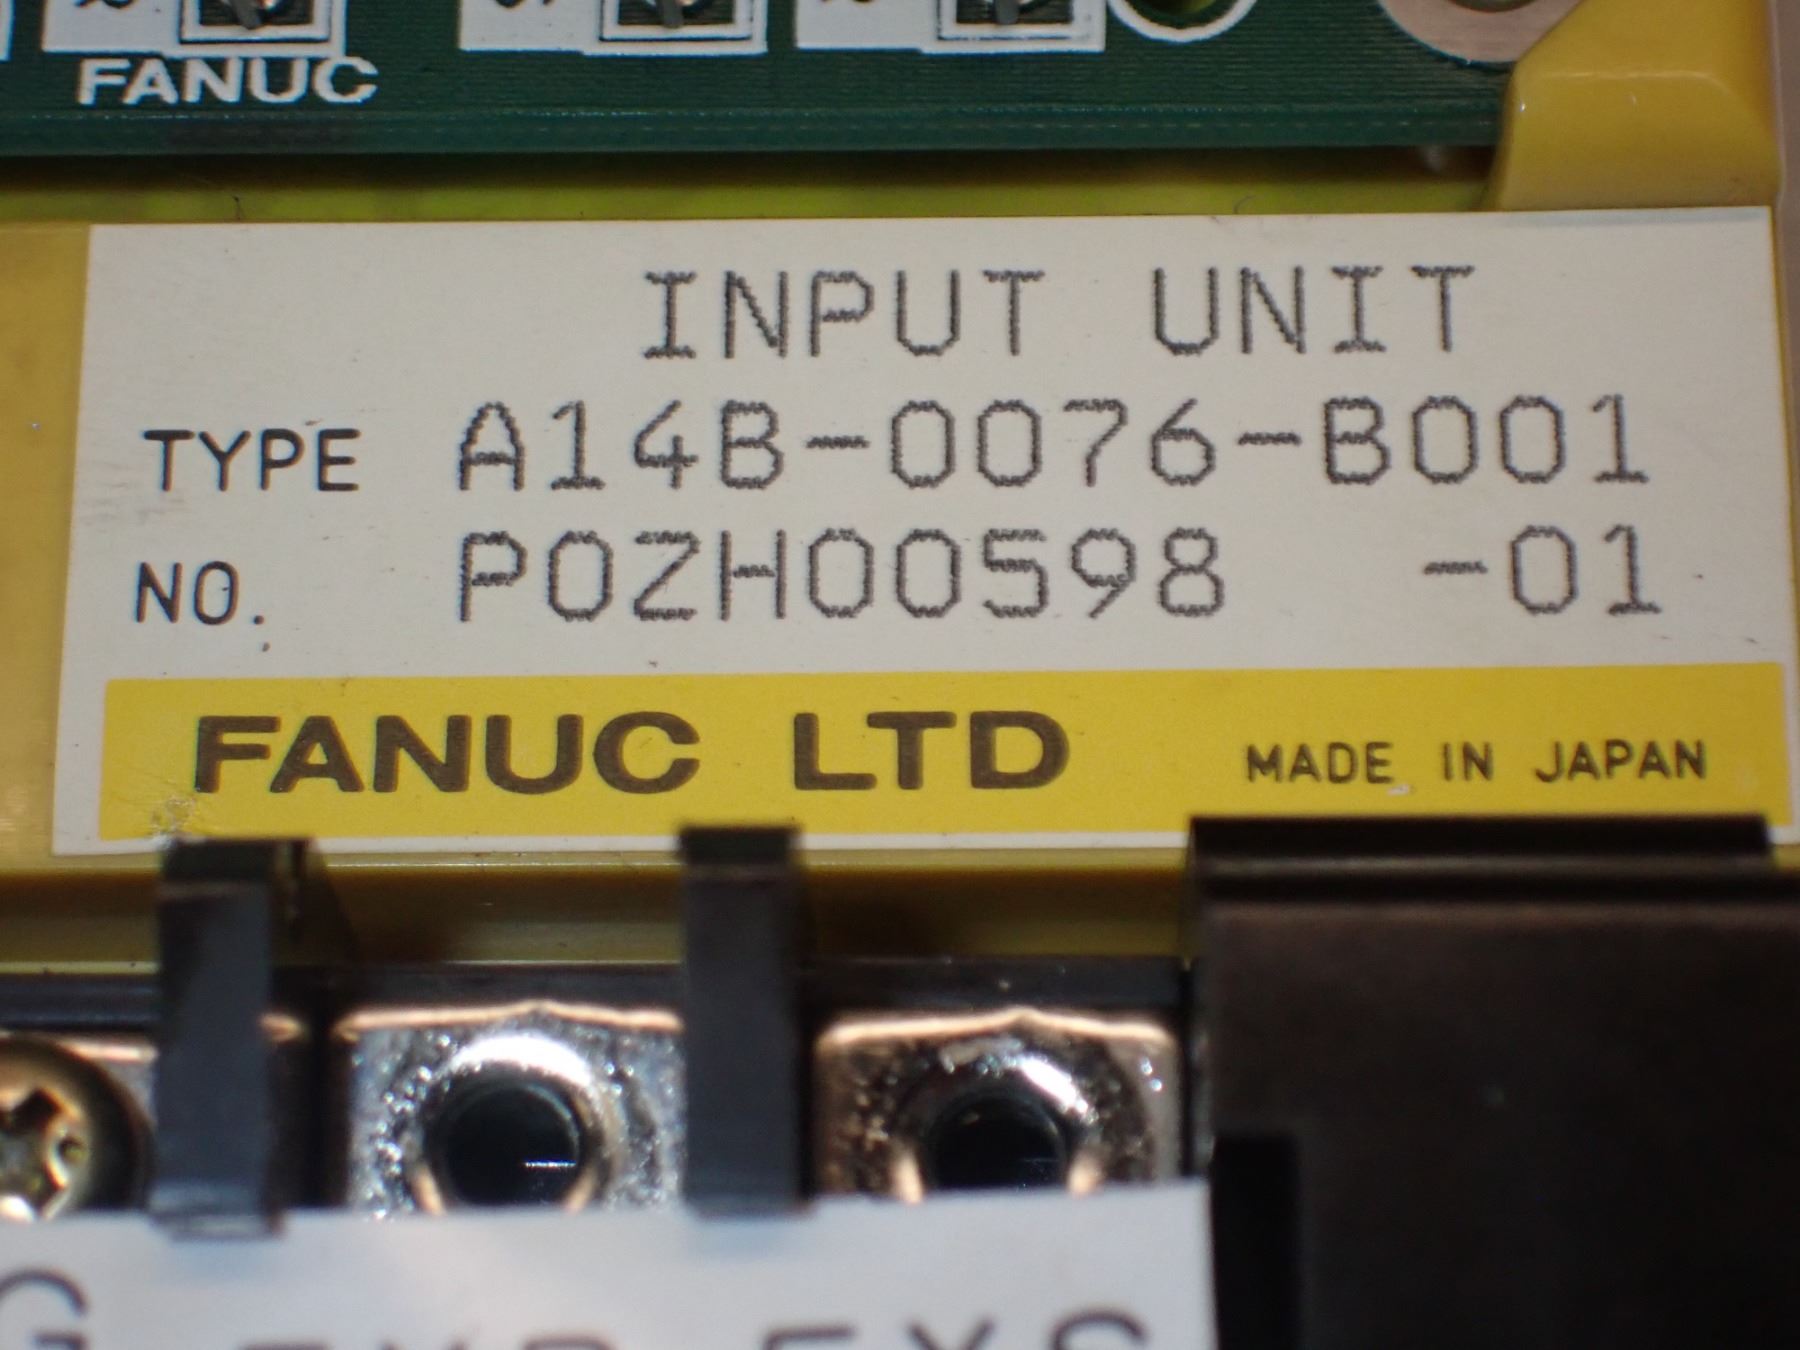 FANUC
INPUT UNIT
TYPE A14B-0076-B001
NO. P0ZH00598 -01
FANUC LTD MADE IN JAPAN